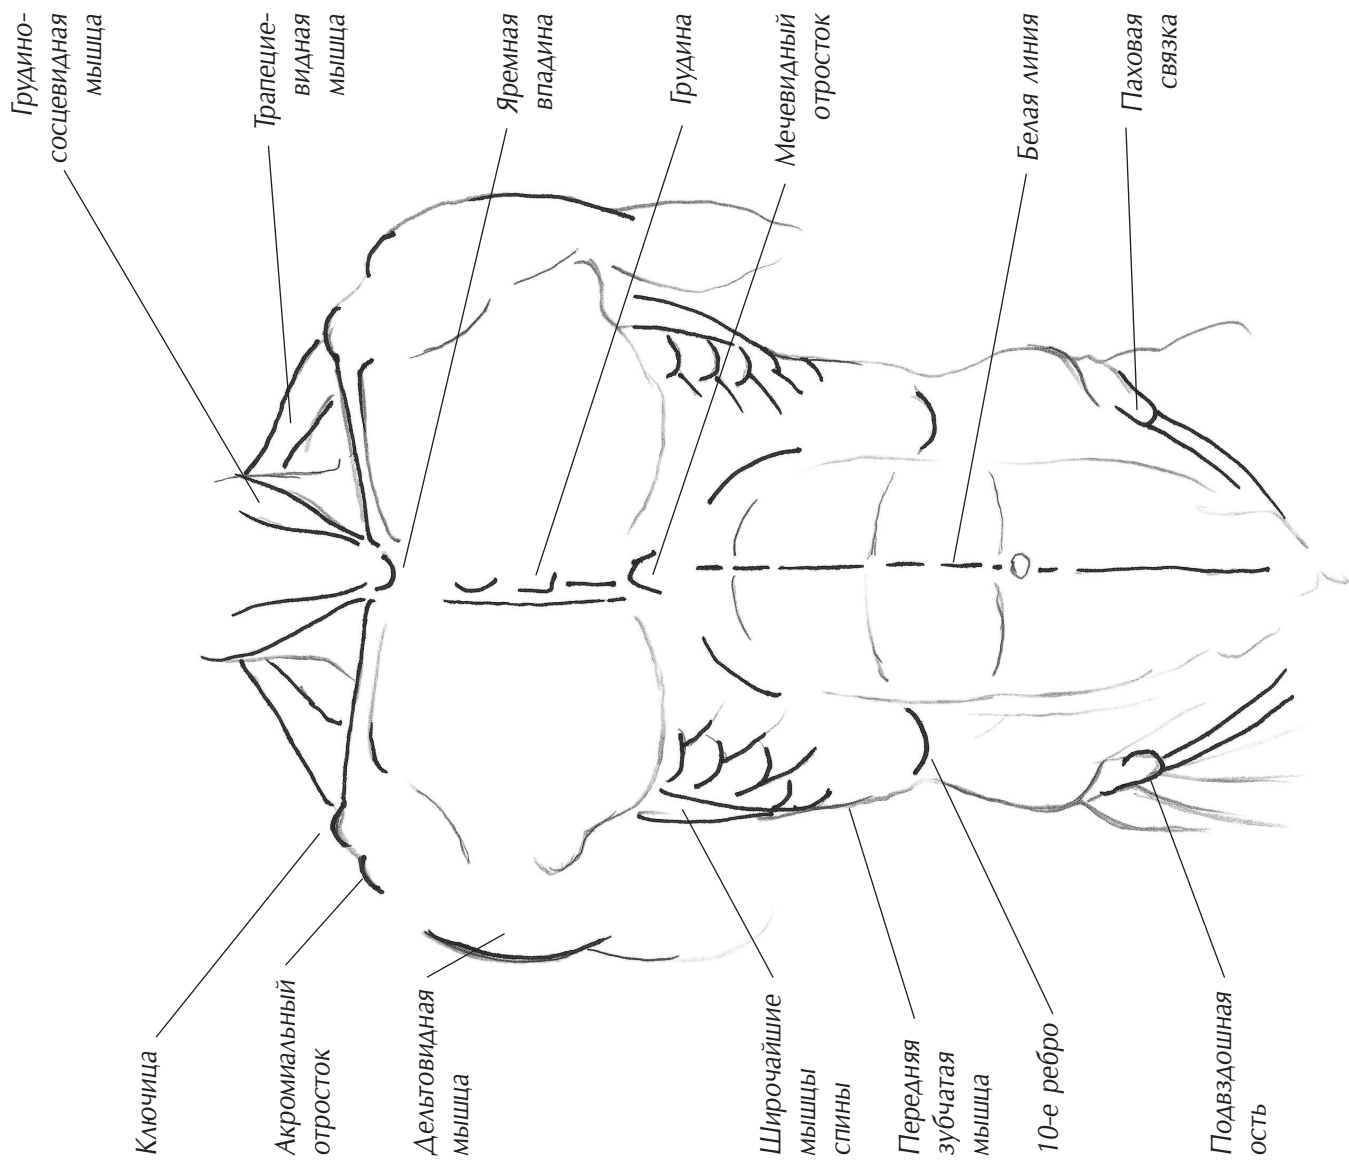 Грудино-
сосцевидная
мышца
Трапецие-
видная
мышца
Яремная
впадина
Грудина
Мечевидный
отросток
Белая линия
Паховая
связка
Ключица
Акромиальный
отросток
Дельтовидная
мышца
Широчайшие
мышцы
спины
Передняя
зубчатая
мышца
10-е ребро
Подвздошная
ость